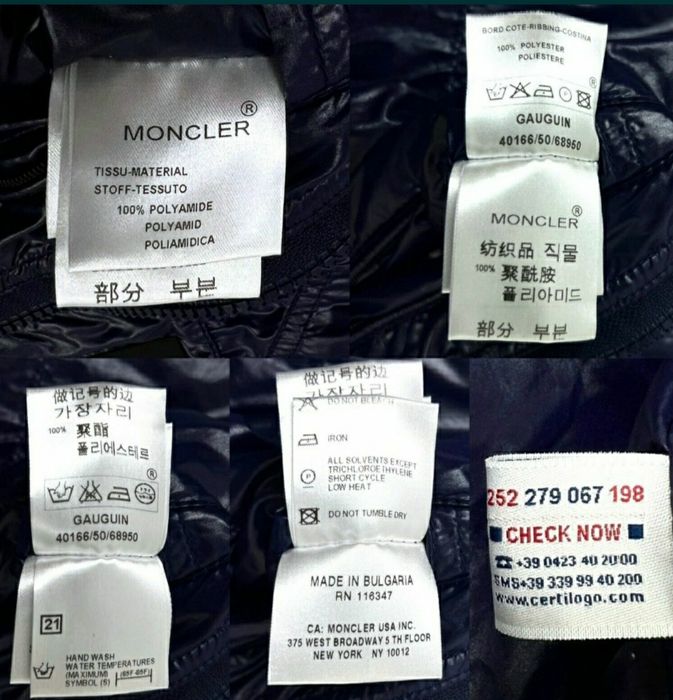 MONCLER®
TISSU-MATERIAL
STOFF-TESSUTO
100% POLYAMIDE
POLYAMID
POLIAMIDICA
部分 부분
BORD COTE-RIBBING-COSTINA
100% POLYESTER
POLIESTERE
®
P
GAUGUIN
40166/50/68950
MONCLER®
纺织品 직물
100% 聚酰胺
폴리아미드
部分 부분
做记号的边
가장자리
100% 聚酯
폴리에스테르
®
GAUGUIN
40166/50/68950
21
HAND WASH
WATER TEMPERATURES
(MAXIMUM)
SYMBOL (S)
做记号的边
가장자리
DO NOT BLEACH
IRON
ALL SOLVENTS EXCEPT
TRICHLOROETHYLENE
P SHORT CYCLE
LOW HEAT
DO NOT TUMBLE DRY
MADE IN BULGARIA
RN 116347
CA: MONCLER USA INC.
375 WEST BROADWAY 5 TH FLOOR
NEW YORK NY 10012
252 279 067 198
CHECK NOW
☎+39 0423 40 20 00
SMS+39 339 99 40 200
www.certilogo.com